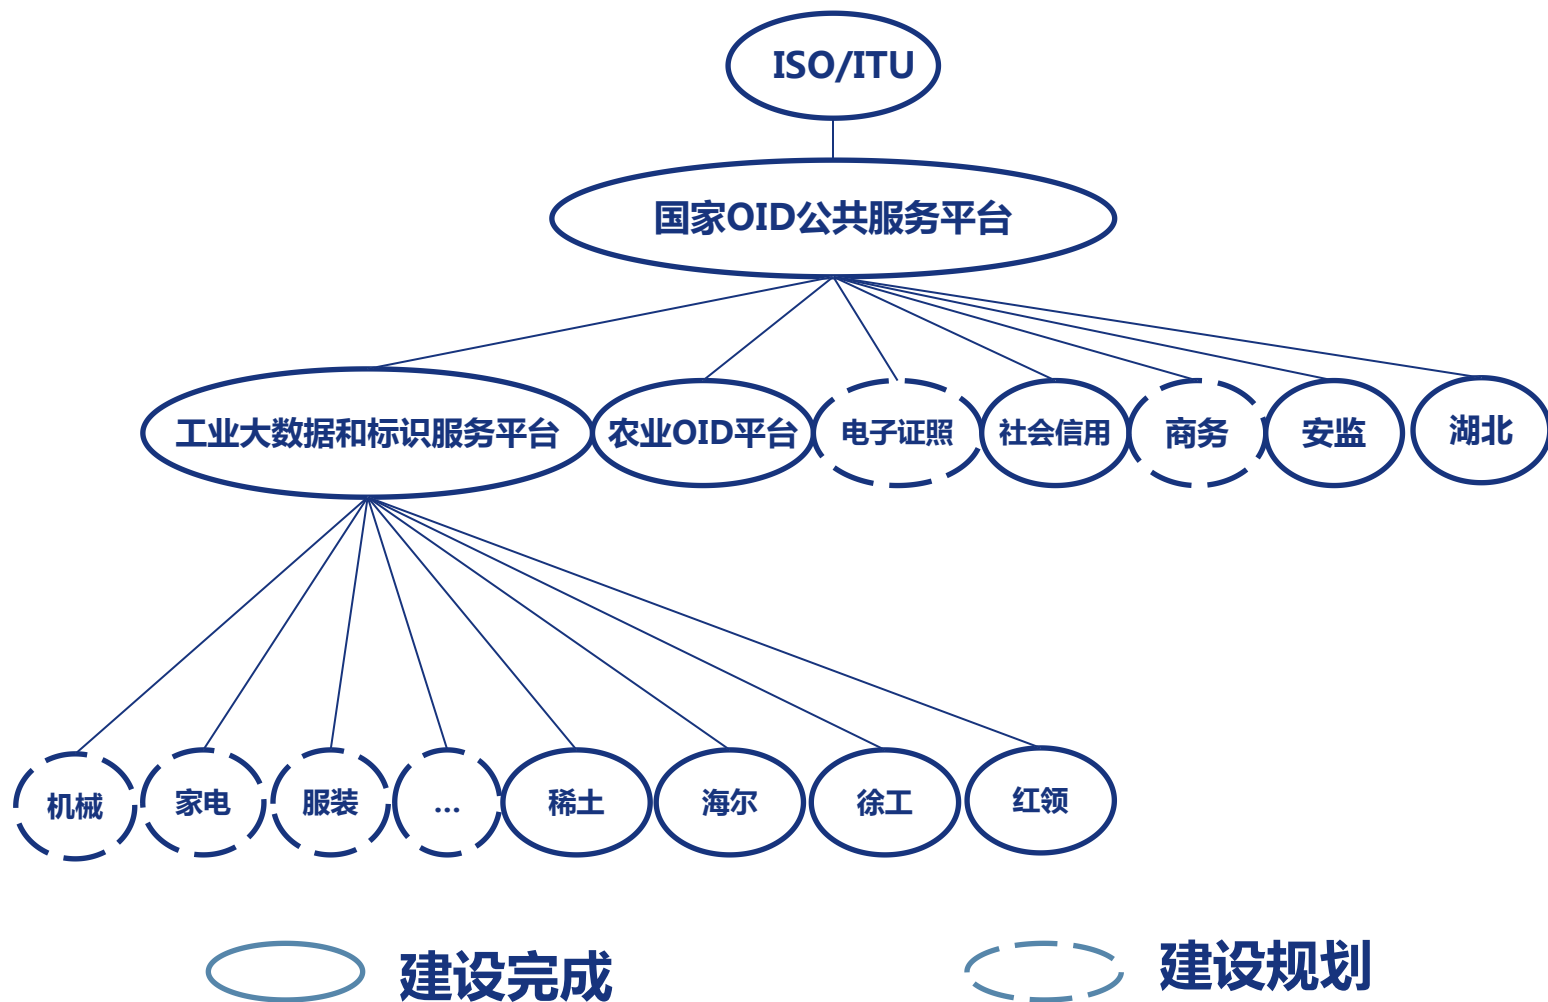 ISO/ITU
国家OID公共服务平台
工业大数据和标识服务平台
农业OID平台
电子证照
社会信用
商务
安监
湖北
机械
家电
服装
...
稀土
海尔
徐工
红领
建设完成
建设规划